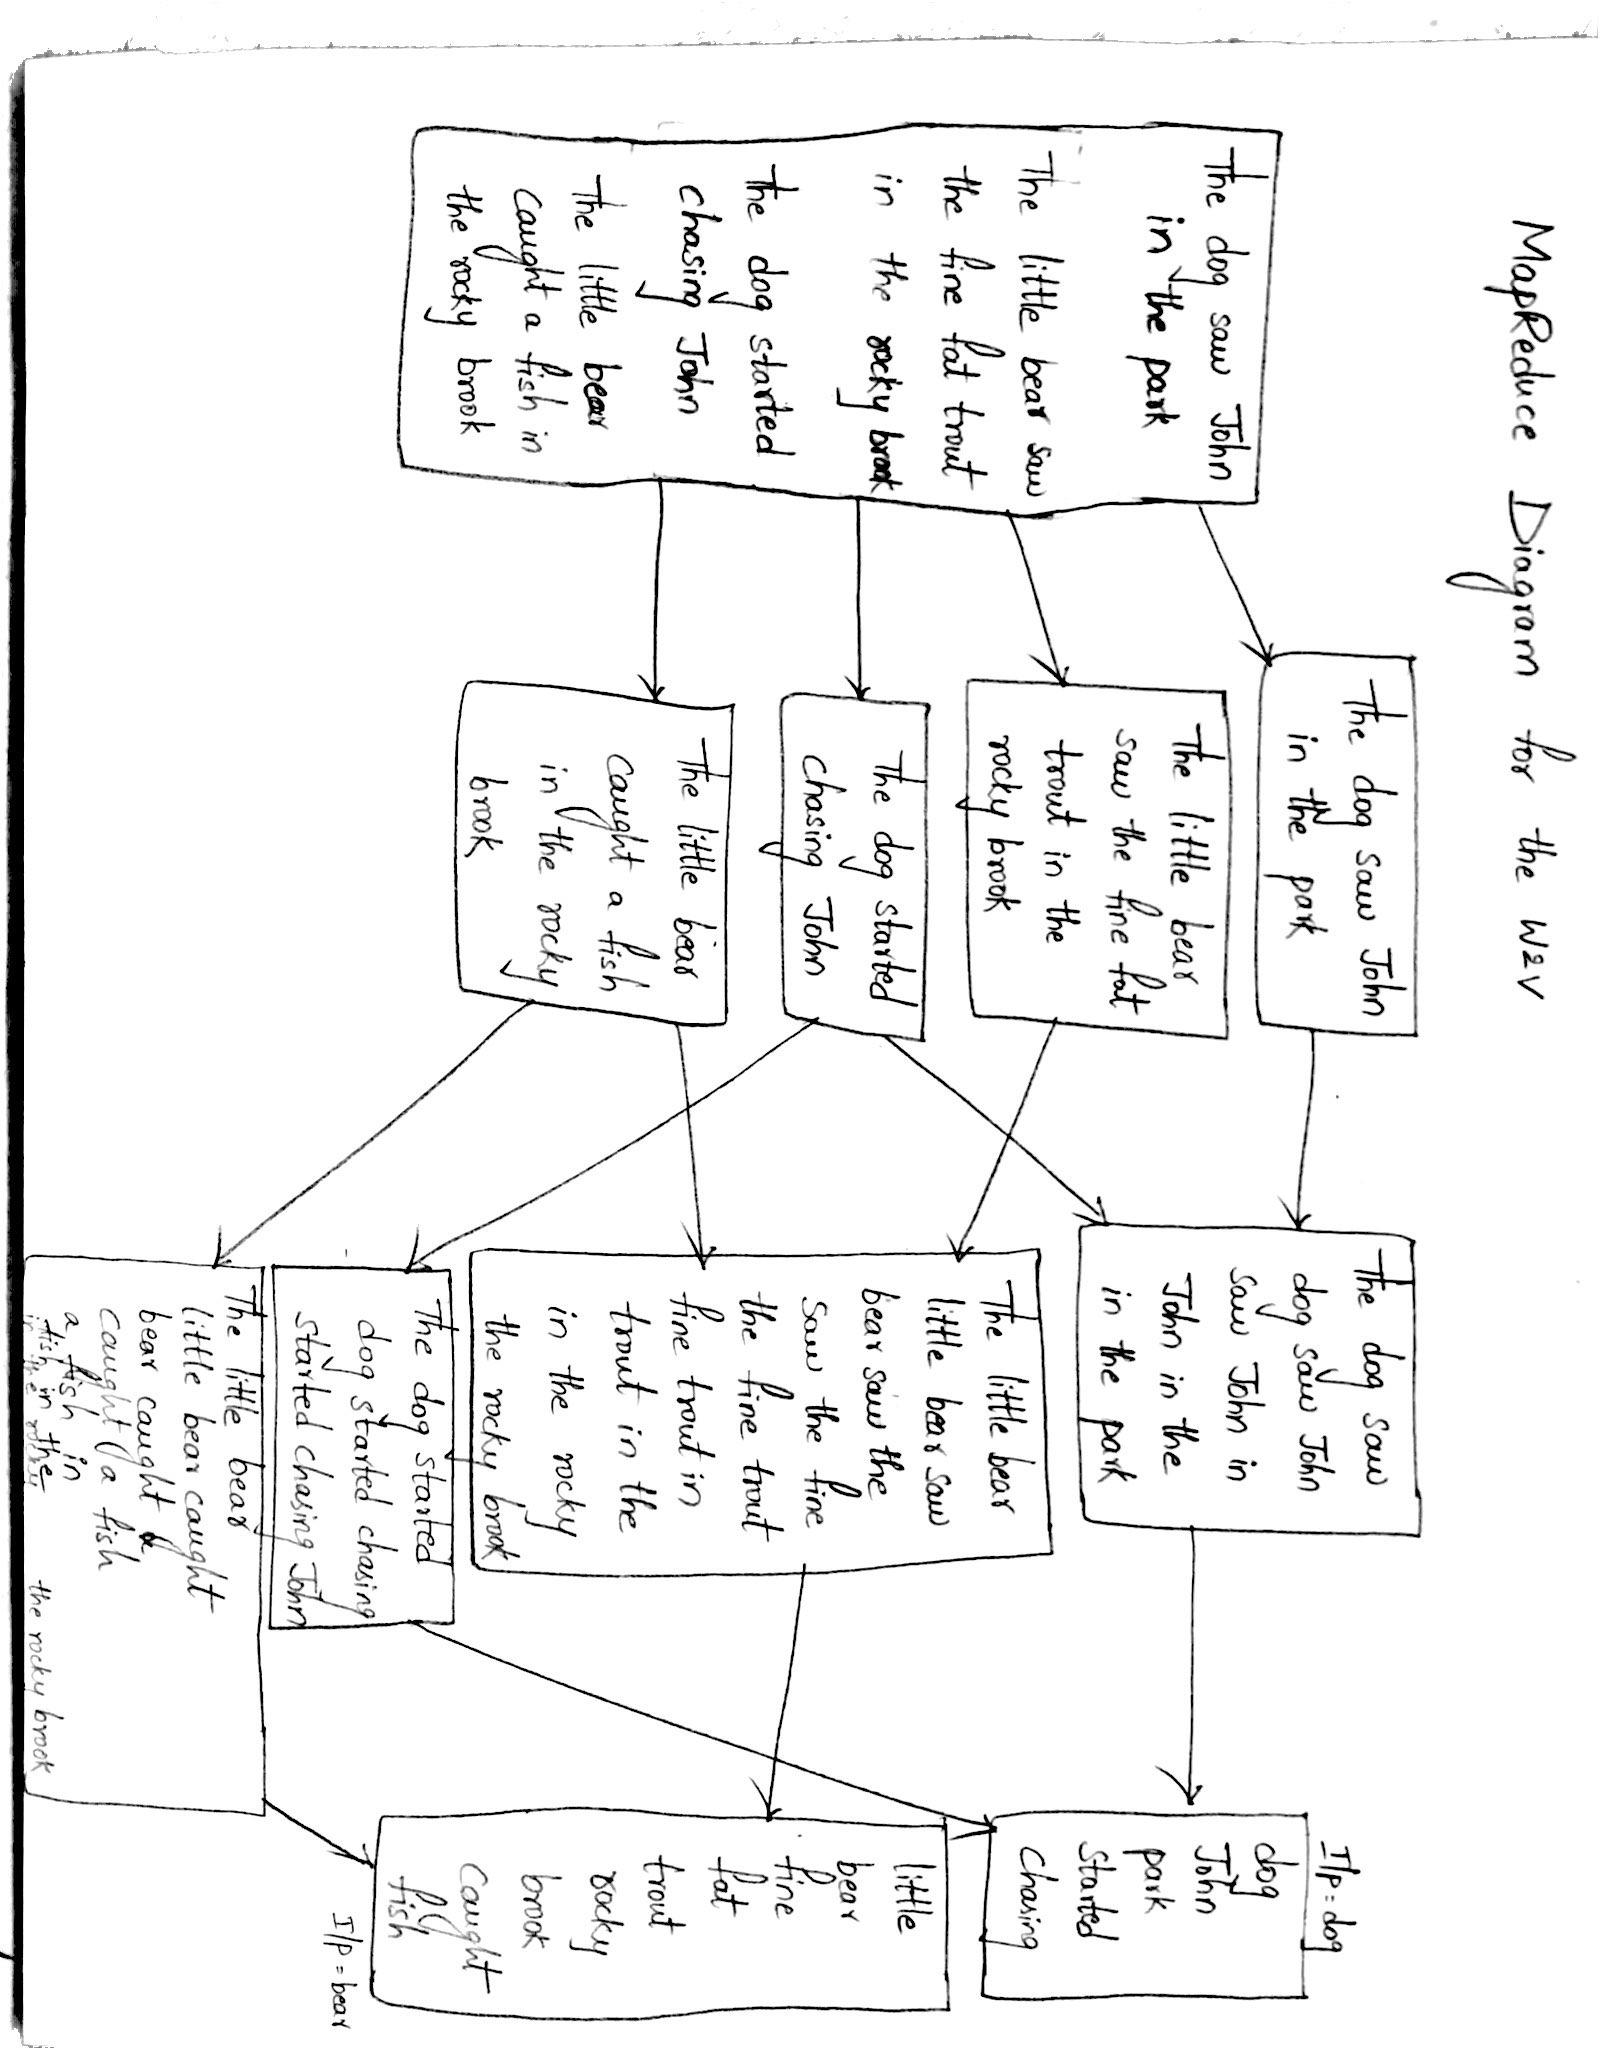 MapReduce Diagram for the W2V
The dog saw John
in the park
The little bear saw
the fine fat trout
in the rocky brook
The dog started
chasing John
The little bear
caught a fish in
the rocky brook
The dog saw John
in the park
The little bear
saw the fine fat
trout in the
rocky brook
The dog started
chasing John
The little bear
caught a fish
in the rocky
brook
The dog saw
dog saw John
saw John in
John in the
in the park
The little bear
little bear saw
bear saw the
saw the fine
the fine trout
fine trout in
trout in the
in the rocky
the rocky brook
The dog started
dog started chasing
started chasing John
The little bear
little bear caught
bear caught a
caught a fish
a fish in
fish in the
in the rocky
the rocky brook
I/p = dog
dog
John
park
started
chasing
little
bear
fine
fat
trout
rocky
brook
caught
fish
I/p = bear